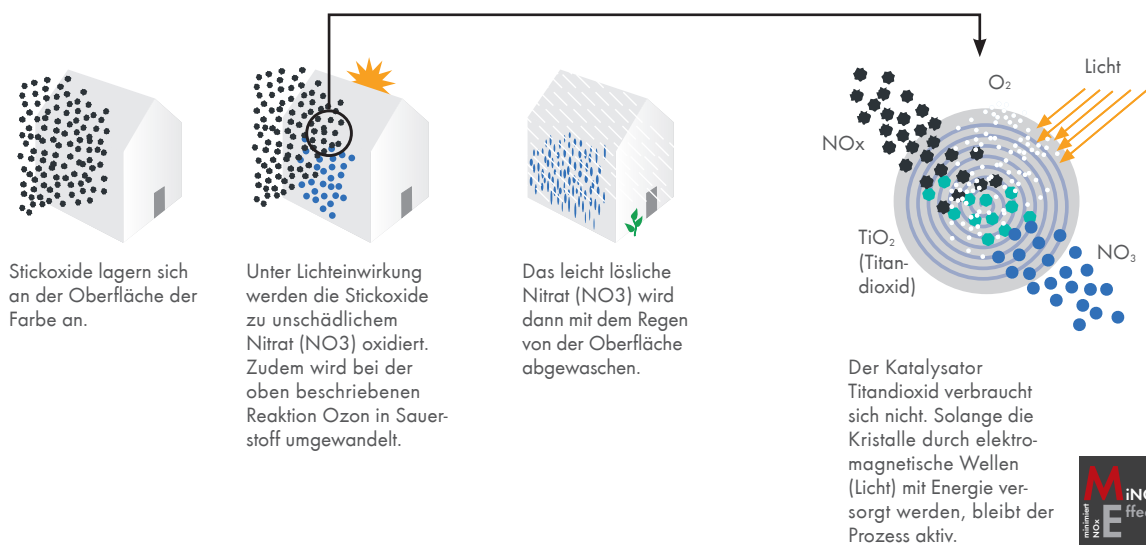 Stickoxide lagern sich
an der Oberfläche der
Farbe an.
Unter Lichteinwirkung
werden die Stickoxide
zu unschädlichem
Nitrat (NO3) oxidiert.
Zudem wird bei der
oben beschriebenen
Reaktion Ozon in Sauer-
stoff umgewandelt.
Das leicht lösliche
Nitrat (NO3) wird
dann mit dem Regen
von der Oberfläche
abgewaschen.
O₂
Licht
NOx
TiO₂
(Titan-
dioxid)
NO₃
Der Katalysator
Titandioxid verbraucht
sich nicht. Solange die
Kristalle durch elektro-
magnetische Wellen
(Licht) mit Energie ver-
sorgt werden, bleibt der
Prozess aktiv.
minimiert
NOx
MiNO
Effe